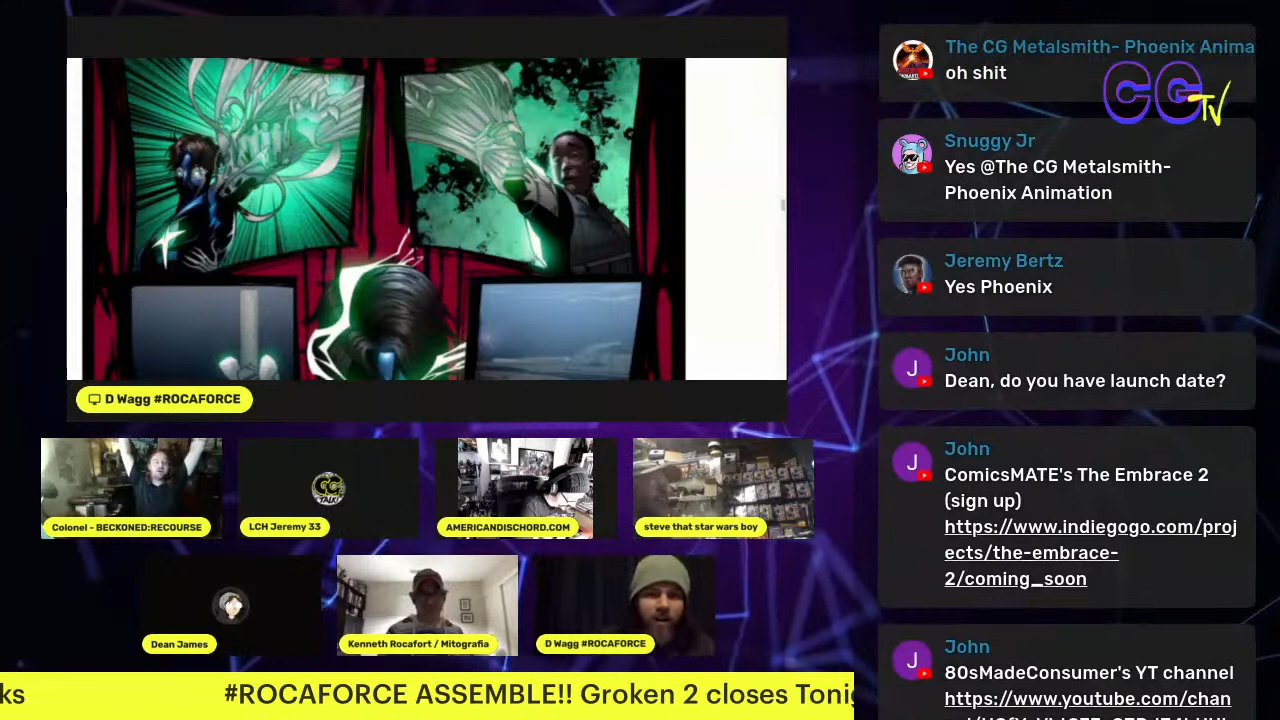 The CG Metalsmith- Phoenix Anima
oh shit
CG
TV
Snuggy Jr
Yes @The CG Metalsmith-
Phoenix Animation
Jeremy Bertz
Yes Phoenix
J
John
Dean, do you have launch date?
J
John
ComicsMATE's The Embrace 2
(sign up)
https://www.indiegogo.com/proj
ects/the-embrace-
2/coming_soon
J
John
80sMadeConsumer's YT channel
https://www.youtube.com/chan
D Wagg #ROCAFORCE
Colonel - BECKONED:RECOURSE
CG
TALK
LCH Jeremy 33
AMERICANDISCHORD.COM
steve that star wars boy
Dean James
Kenneth Rocafort / Mitografia
D Wagg #ROCAFORCE
ks #ROCAFORCE ASSEMBLE!! Groken 2 closes Tonig